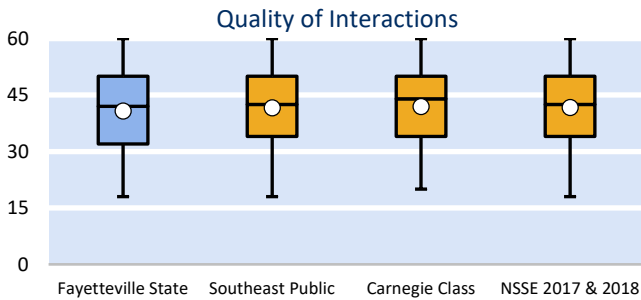 Quality of Interactions
60
45
30
15
0
Fayetteville State
Southeast Public
Carnegie Class
NSSE 2017 & 2018